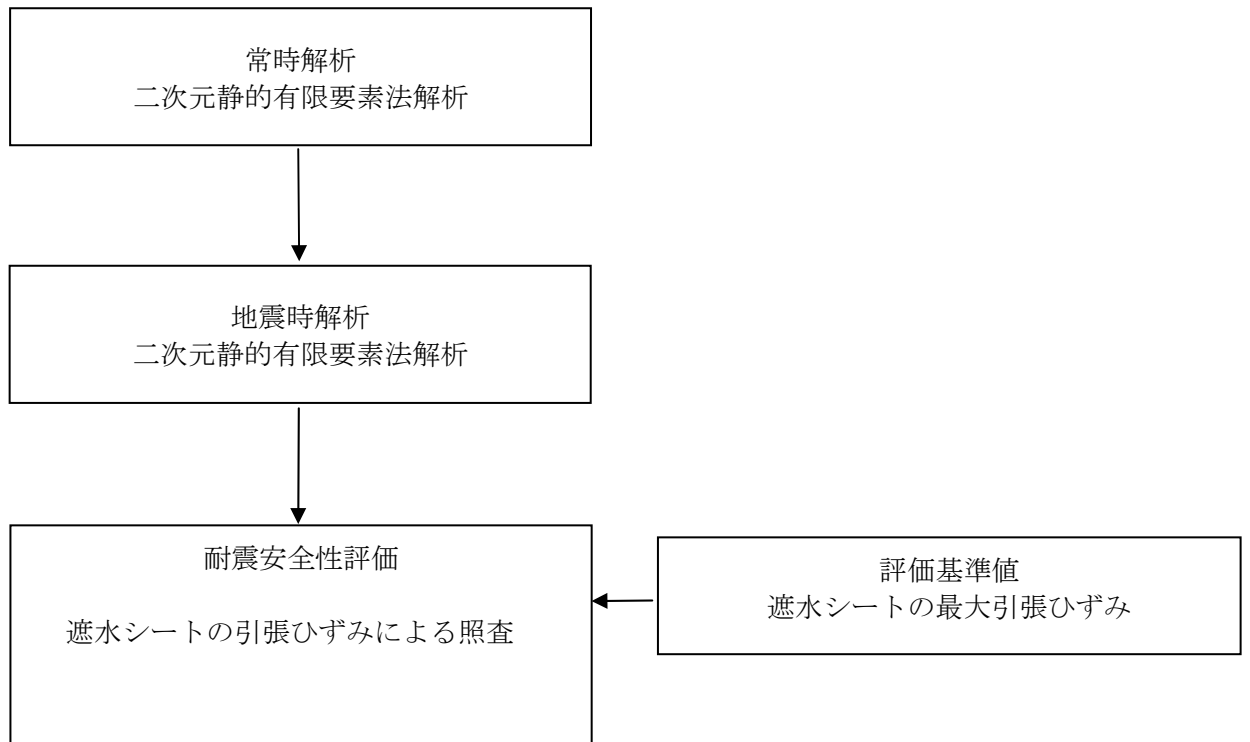 常時解析
二次元静的有限要素法解析
地震時解析
二次元静的有限要素法解析
耐震安全性評価
遮水シートの引張ひずみによる照査
評価基準値
遮水シートの最大引張ひずみ